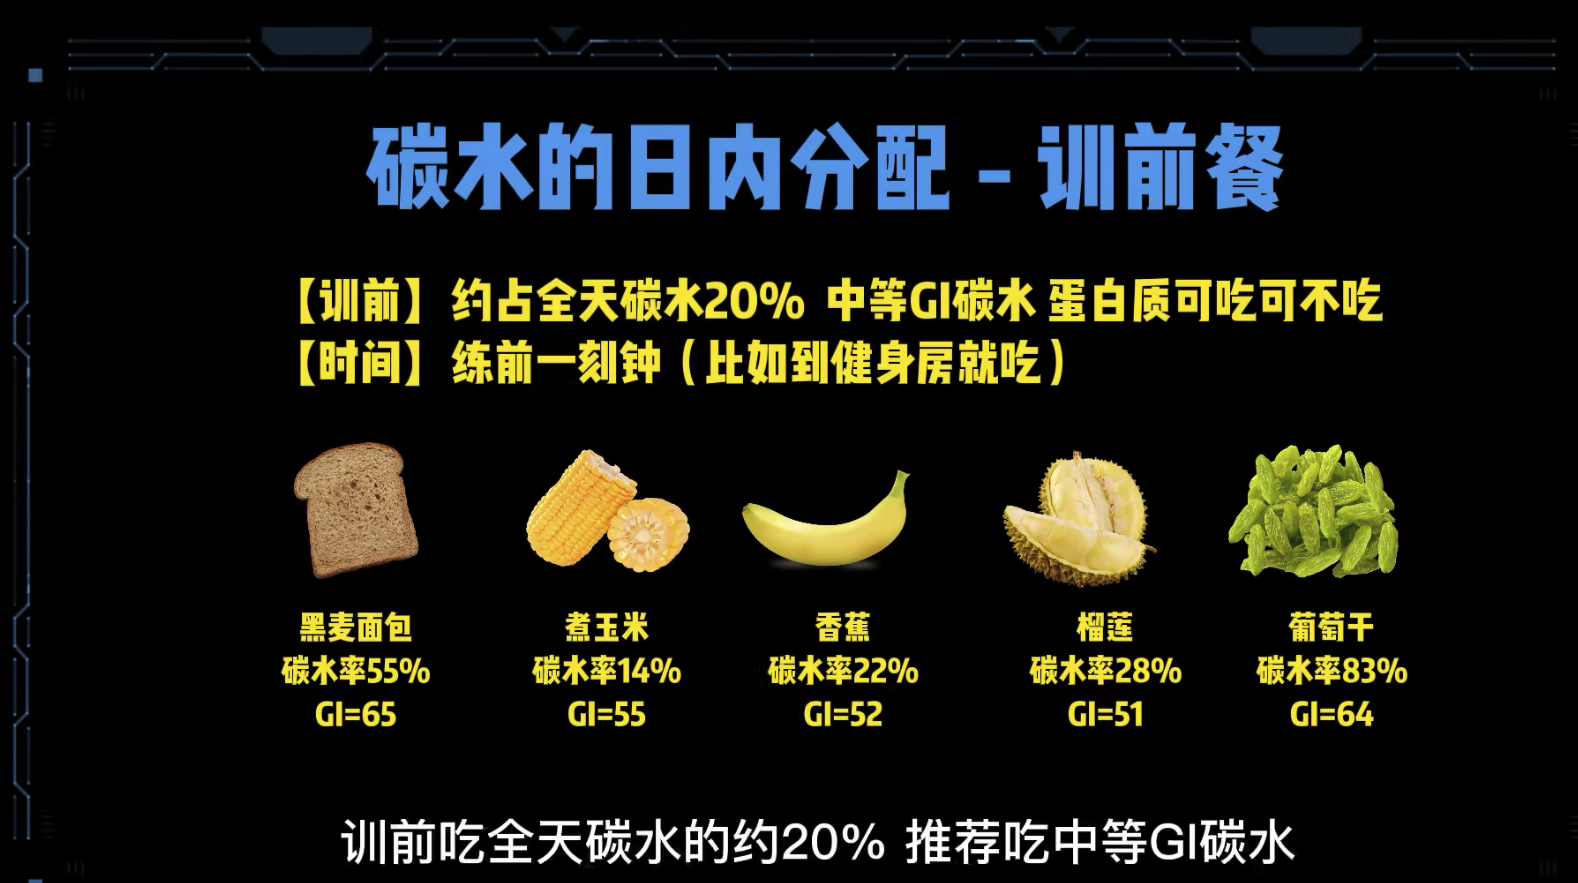 碳水的日内分配 - 训前餐
【训前】 约占全天碳水20% 中等GI碳水 蛋白质可吃可不吃
【时间】 练前一刻钟（比如到健身房就吃）
黑麦面包 煮玉米 香蕉 榴莲 葡萄干
碳水率55% 碳水率14% 碳水率22% 碳水率28% 碳水率83%
GI=65 GI=55 GI=52 GI=51 GI=64
训前吃全天碳水的约20% 推荐吃中等GI碳水